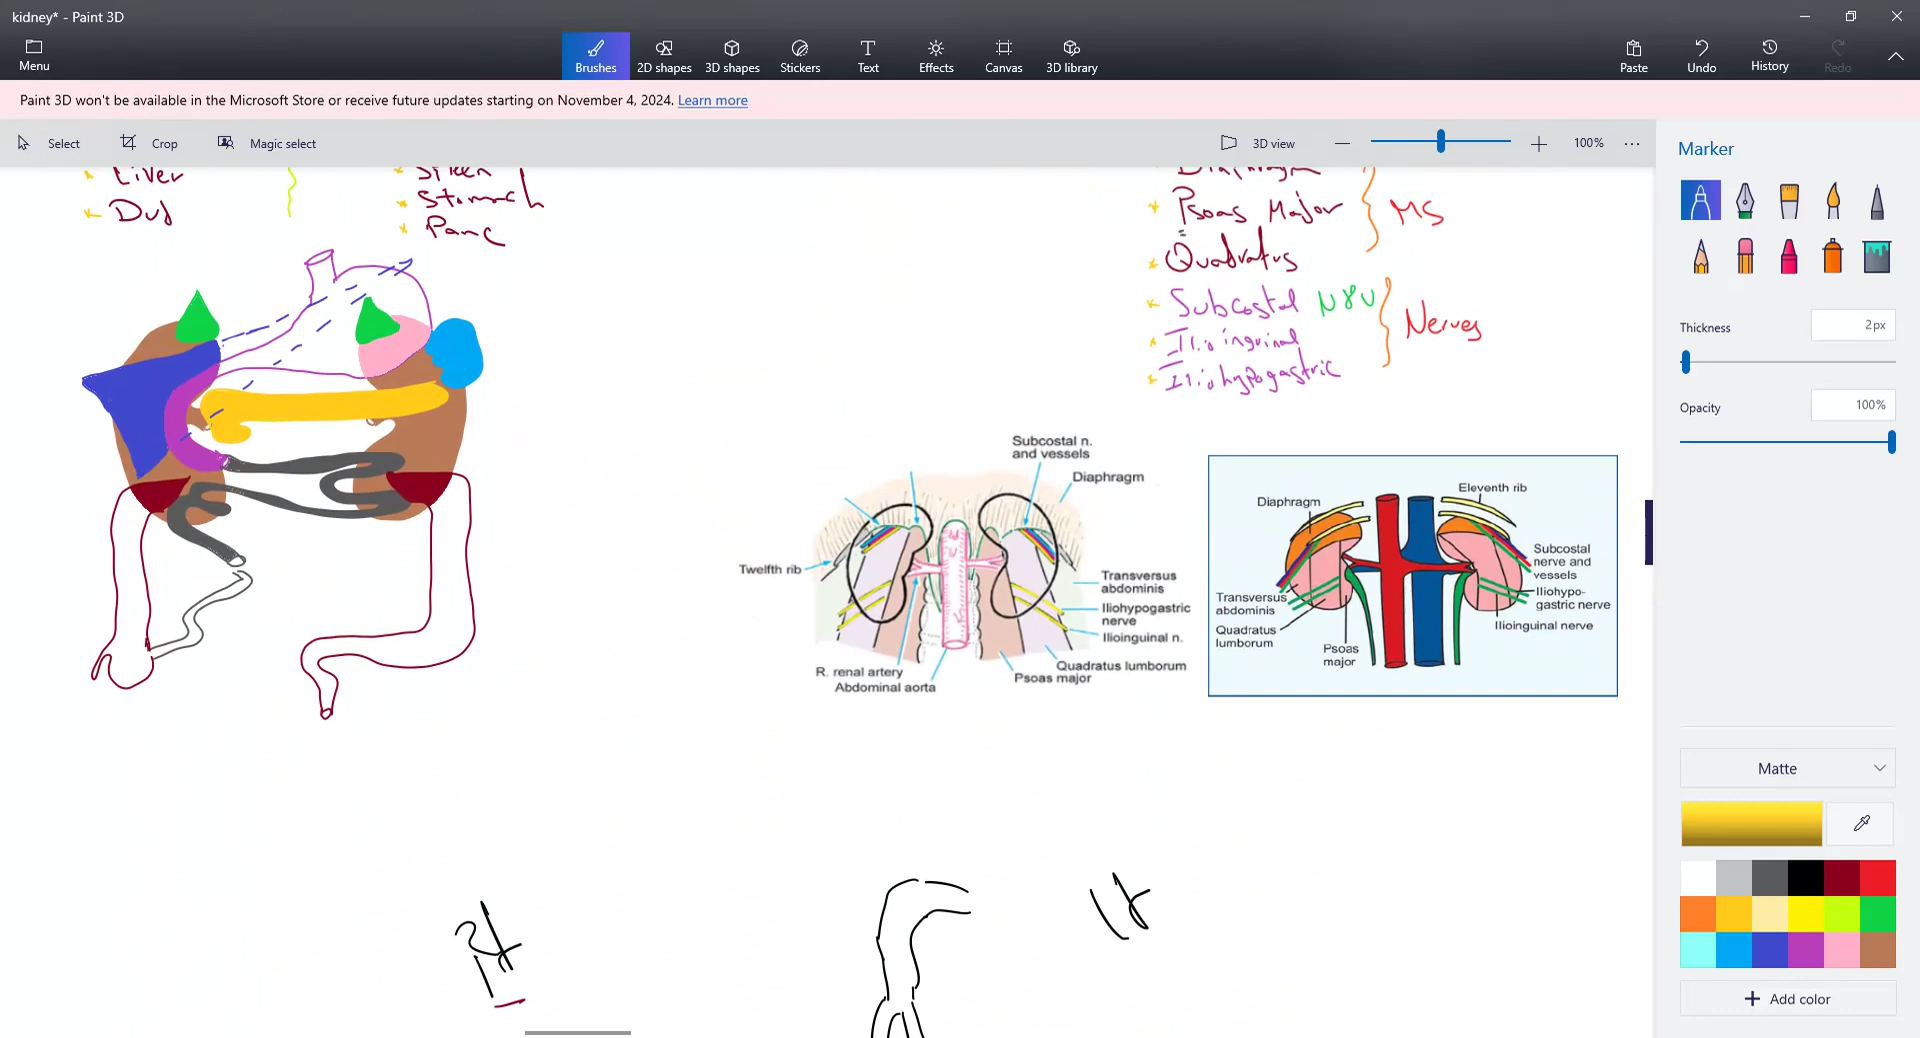 kidney* - Paint 3D
Menu
Brushes
2D shapes
3D shapes
Stickers
Text
Effects
Canvas
3D library
Paste
Undo
History
Redo
Paint 3D won't be available in the Microsoft Store or receive future updates starting on November 4, 2024. Learn more
Select
Crop
Magic select
3D view
100%
Liver
Dud
Spleen
Stomach
Panc
Diaphragm
Psoas Major
Quadratus
MS
Subcostal N&V
Ilioinguinal
Iliohypogastric
Nerves
Subcostal n.
and vessels
Diaphragm
Twelfth rib
Transversus
abdominis
Iliohypogastric
nerve
Ilioinguinal n.
Quadratus lumborum
Psoas major
R. renal artery
Abdominal aorta
Diaphragm
Eleventh rib
Subcostal
nerve and
vessels
Iliohypo-
gastric nerve
Ilioinguinal nerve
Transversus
abdominis
Quadratus
lumborum
Psoas
major
Rt
Lt
Marker
Thickness
2px
Opacity
100%
Matte
Add color